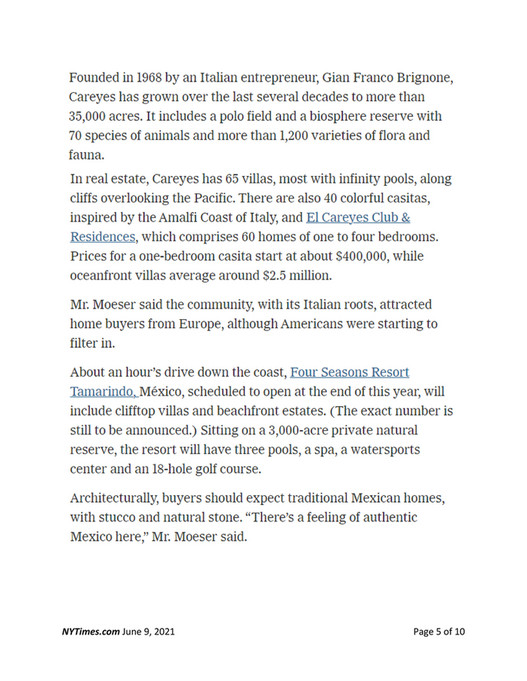 Founded in 1968 by an Italian entrepreneur, Gian Franco Brignone,
Careyes has grown over the last several decades to more than
35,000 acres. It includes a polo field and a biosphere reserve with
70 species of animals and more than 1,200 varieties of flora and
fauna.
In real estate, Careyes has 65 villas, most with infinity pools, along
cliffs overlooking the Pacific. There are also 40 colorful casitas,
inspired by the Amalfi Coast of Italy, and El Careyes Club &
Residences, which comprises 60 homes of one to four bedrooms.
Prices for a one-bedroom casita start at about $400,000, while
oceanfront villas average around $2.5 million.
Mr. Moeser said the community, with its Italian roots, attracted
home buyers from Europe, although Americans were starting to
filter in.
About an hour’s drive down the coast, Four Seasons Resort
Tamarindo, México, scheduled to open at the end of this year, will
include clifftop villas and beachfront estates. (The exact number is
still to be announced.) Sitting on a 3,000-acre private natural
reserve, the resort will have three pools, a spa, a watersports
center and an 18-hole golf course.
Architecturally, buyers should expect traditional Mexican homes,
with stucco and natural stone. “There’s a feeling of authentic
Mexico here,” Mr. Moeser said.
NYTimes.com June 9, 2021 Page 5 of 10